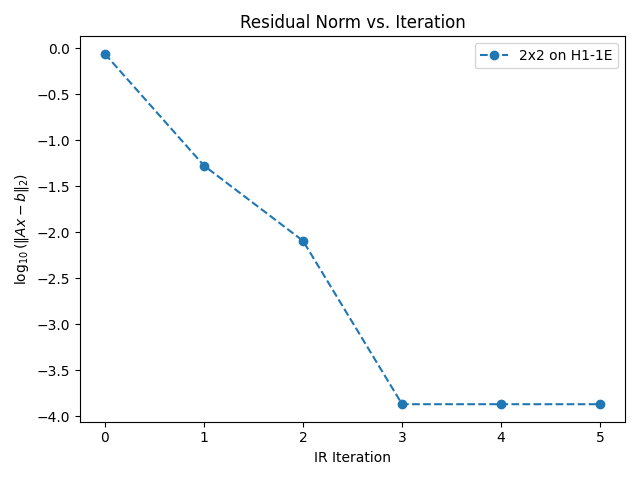 Residual Norm vs. Iteration
2x2 on H1-1E
0.0
−0.5
−1.0
−1.5
−2.0
−2.5
−3.0
−3.5
−4.0
log₁₀(‖Ax − b‖₂)
0 1 2 3 4 5
IR Iteration